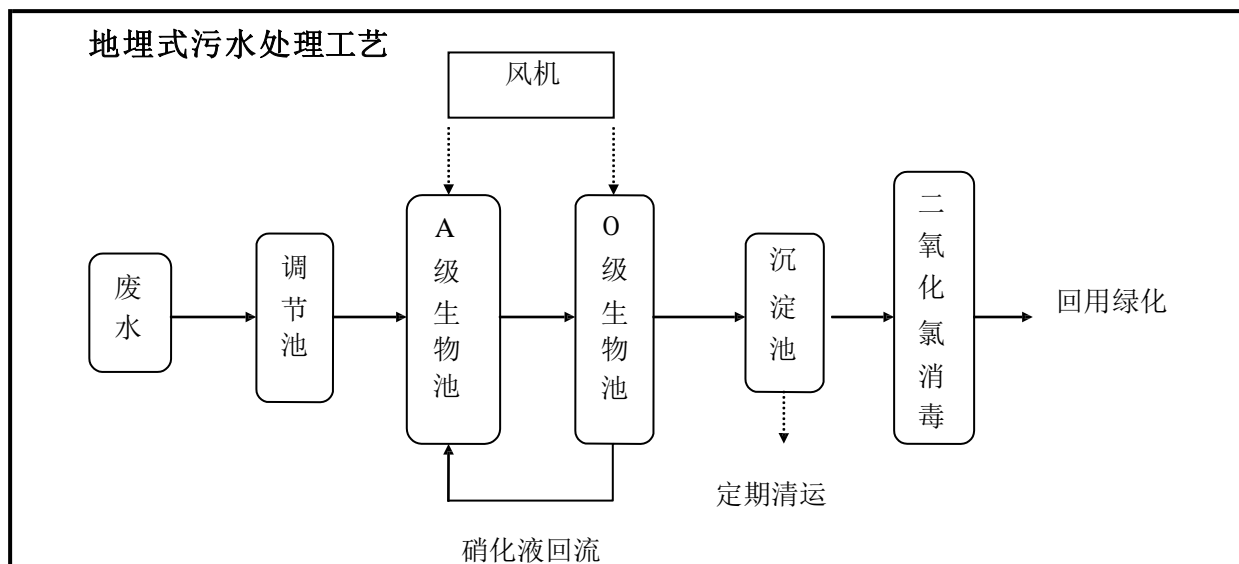 地埋式污水处理工艺
风机
废水
调节池
A级生物池
O级生物池
沉淀池
二氧化氯消毒
回用绿化
定期清运
硝化液回流